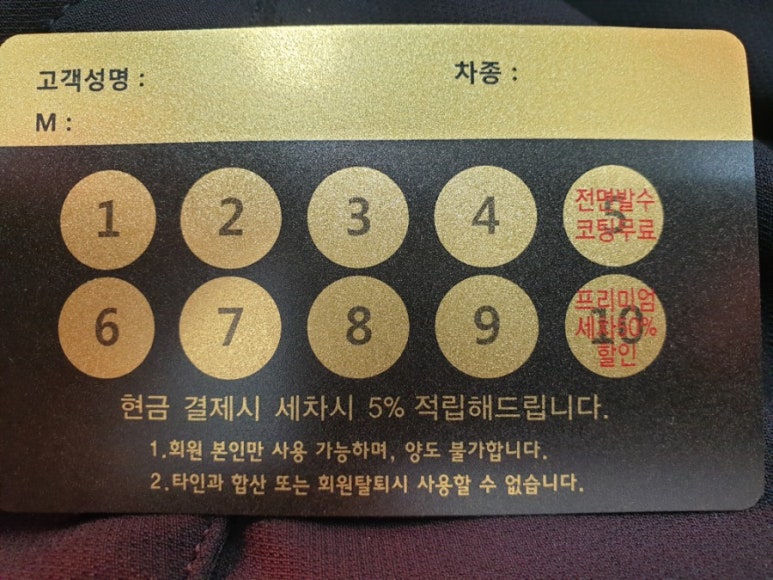 고객성명 : 차종 :
M :
1 2 3 4 5
전면발수
코팅무료
6 7 8 9 10
프리미엄
세차50%
할인
현금 결제시 세차시 5% 적립해드립니다.
1.회원 본인만 사용 가능하며, 양도 불가합니다.
2.타인과 합산 또는 회원탈퇴시 사용할 수 없습니다.